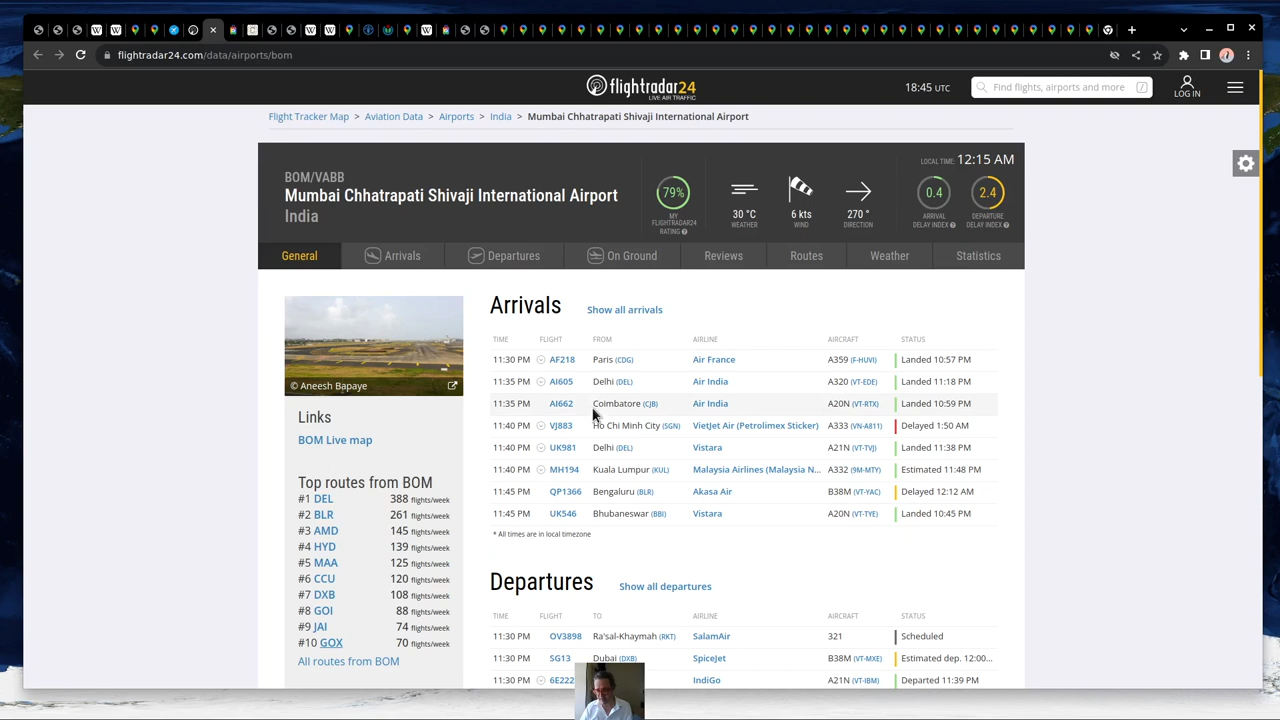 flightradar24.com/data/airports/bom
flightradar24
LIVE AIR TRAFFIC
18:45 UTC
Find flights, airports and more /
LOG IN
Flight Tracker Map > Aviation Data > Airports > India > Mumbai Chhatrapati Shivaji International Airport
LOCAL TIME: 12:15 AM
BOM/VABB
Mumbai Chhatrapati Shivaji International Airport
India
79%
MY FLIGHTRADAR24 RATING
30 °C
WEATHER
6 kts
WIND
270 °
DIRECTION
0.4
ARRIVAL DELAY INDEX
2.4
DEPARTURE DELAY INDEX
General Arrivals Departures On Ground Reviews Routes Weather Statistics
© Aneesh Bapaye
Links
BOM Live map
Top routes from BOM
#1 DEL 388 flights/week
#2 BLR 261 flights/week
#3 AMD 145 flights/week
#4 HYD 139 flights/week
#5 MAA 125 flights/week
#6 CCU 120 flights/week
#7 DXB 108 flights/week
#8 GOI 88 flights/week
#9 JAI 74 flights/week
#10 GOX 70 flights/week
All routes from BOM
Arrivals Show all arrivals
TIME FLIGHT FROM AIRLINE AIRCRAFT STATUS
11:30 PM AF218 Paris (CDG) Air France A359 (F-HUVI) Landed 10:57 PM
11:35 PM AI605 Delhi (DEL) Air India A320 (VT-EDE) Landed 11:18 PM
11:35 PM AI662 Coimbatore (CJB) Air India A20N (VT-RTX) Landed 10:59 PM
11:40 PM VJ883 Ho Chi Minh City (SGN) VietJet Air (Petrolimex Sticker) A333 (VN-A811) Delayed 1:50 AM
11:40 PM UK981 Delhi (DEL) Vistara A21N (VT-TVJ) Landed 11:38 PM
11:40 PM MH194 Kuala Lumpur (KUL) Malaysia Airlines (Malaysia N... A332 (9M-MTY) Estimated 11:48 PM
11:45 PM QP1366 Bengaluru (BLR) Akasa Air B38M (VT-YAC) Delayed 12:12 AM
11:45 PM UK546 Bhubaneswar (BBI) Vistara A20N (VT-TYE) Landed 10:45 PM
* All times are in local timezone
Departures Show all departures
TIME FLIGHT TO AIRLINE AIRCRAFT STATUS
11:30 PM OV3898 Ra'sal-Khaymah (RKT) SalamAir 321 Scheduled
11:30 PM SG13 Dubai (DXB) SpiceJet B38M (VT-MXE) Estimated dep. 12:00...
11:30 PM 6E222 IndiGo A21N (VT-IBM) Departed 11:39 PM